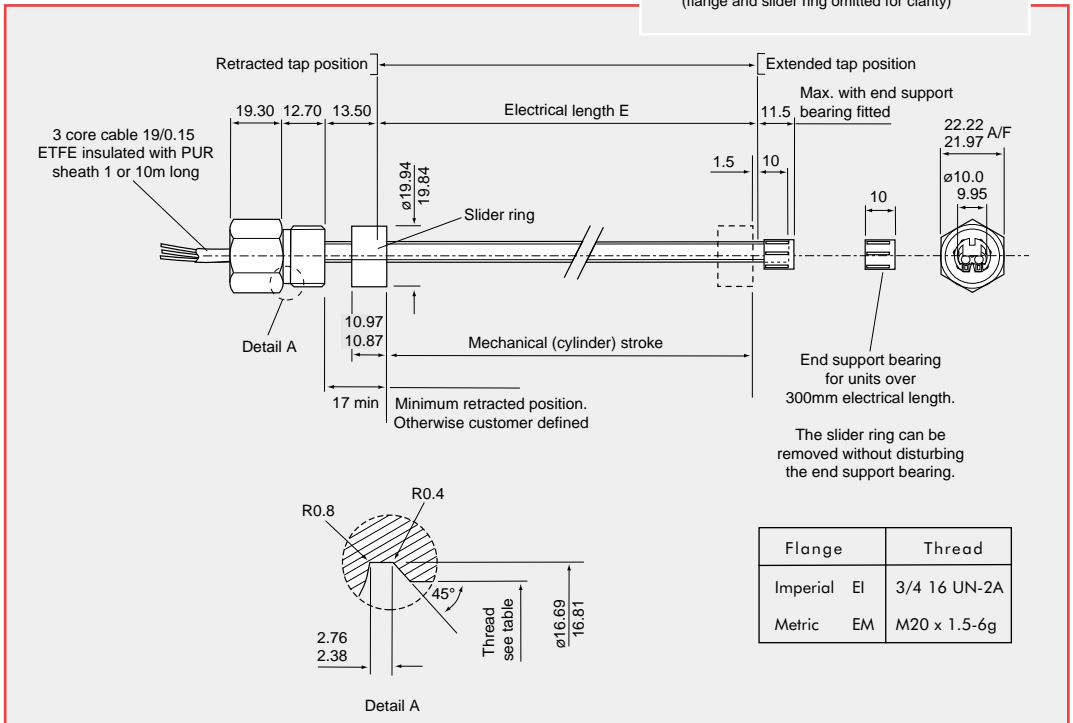 (flange and slider ring omitted for clarity)
Retracted tap position
Extended tap position
19.30 12.70 13.50
Electrical length E
11.5
Max. with end support
bearing fitted
3 core cable 19/0.15
ETFE insulated with PUR
sheath 1 or 10m long
ø19.94
19.84
Slider ring
1.5
10
10
22.22
21.97
A/F
ø10.0
9.95
Detail A
10.97
10.87
Mechanical (cylinder) stroke
17 min
Minimum retracted position.
Otherwise customer defined
End support bearing
for units over
300mm electrical length.
The slider ring can be
removed without disturbing
the end support bearing.
R0.8
R0.4
45°
Thread
see table
ø16.69
16.81
2.76
2.38
Detail A
Flange Thread
Imperial EI 3/4 16 UN-2A
Metric EM M20 x 1.5-6g